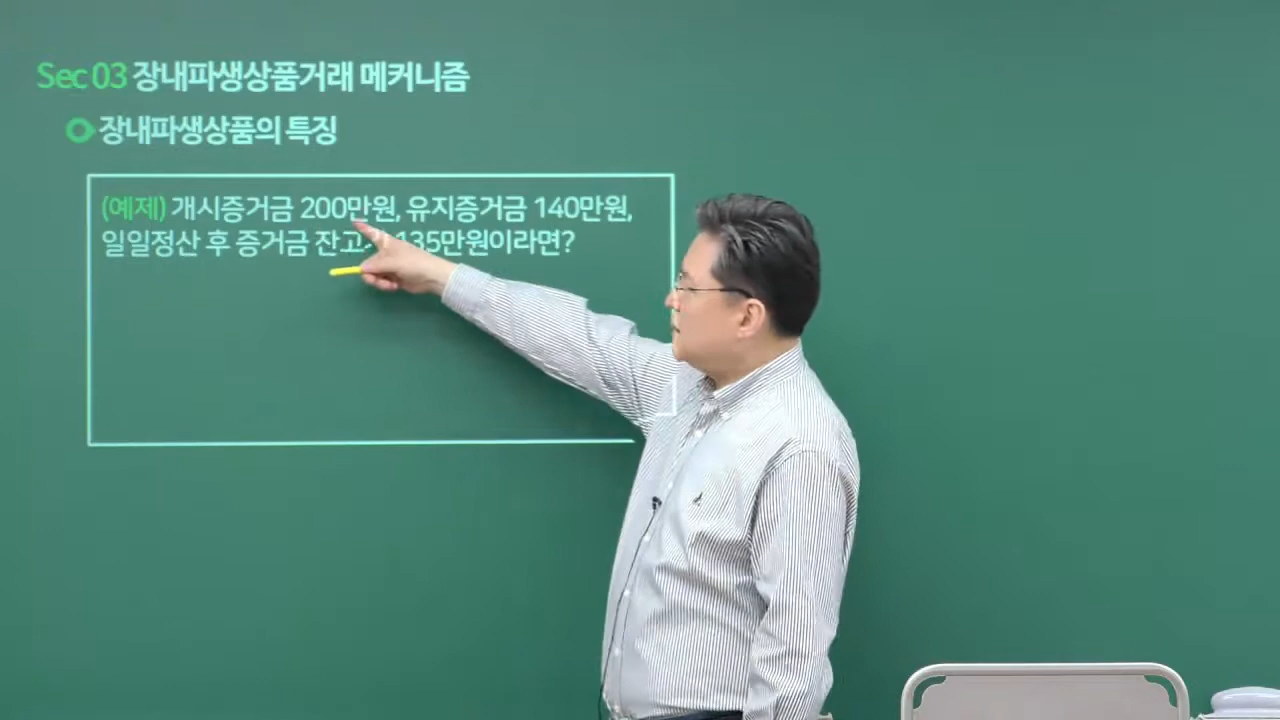 Sec 03 장내파생상품거래 메커니즘
장내파생상품의 특징
(예제) 개시증거금 200만원, 유지증거금 140만원,
일일정산 후 증거금 135만원이라면?